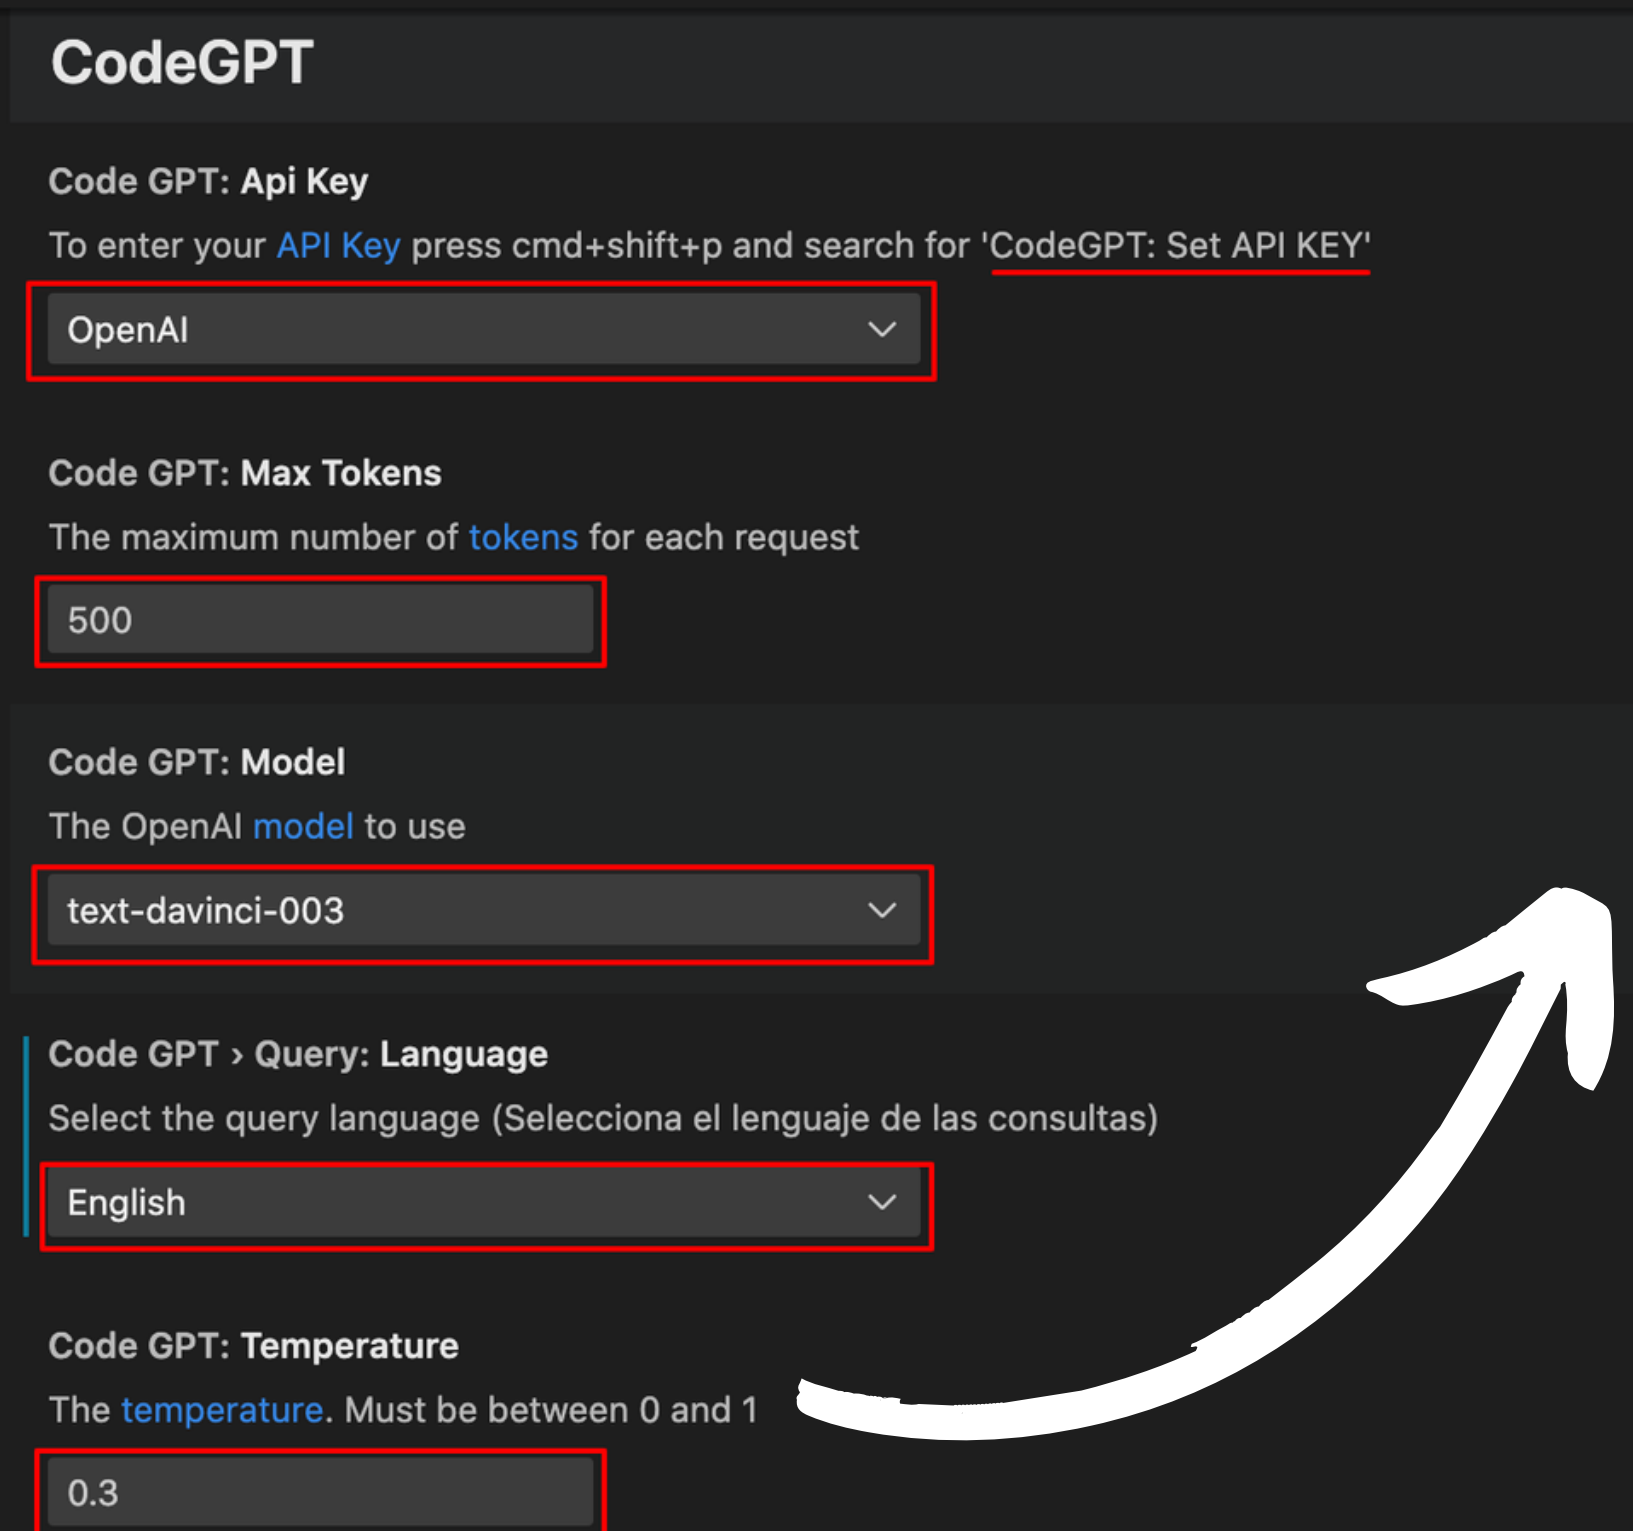 CodeGPT
Code GPT: Api Key
To enter your API Key press cmd+shift+p and search for 'CodeGPT: Set API KEY'
OpenAI
Code GPT: Max Tokens
The maximum number of tokens for each request
500
Code GPT: Model
The OpenAI model to use
text-davinci-003
Code GPT › Query: Language
Select the query language (Selecciona el lenguaje de las consultas)
English
Code GPT: Temperature
The temperature. Must be between 0 and 1
0.3